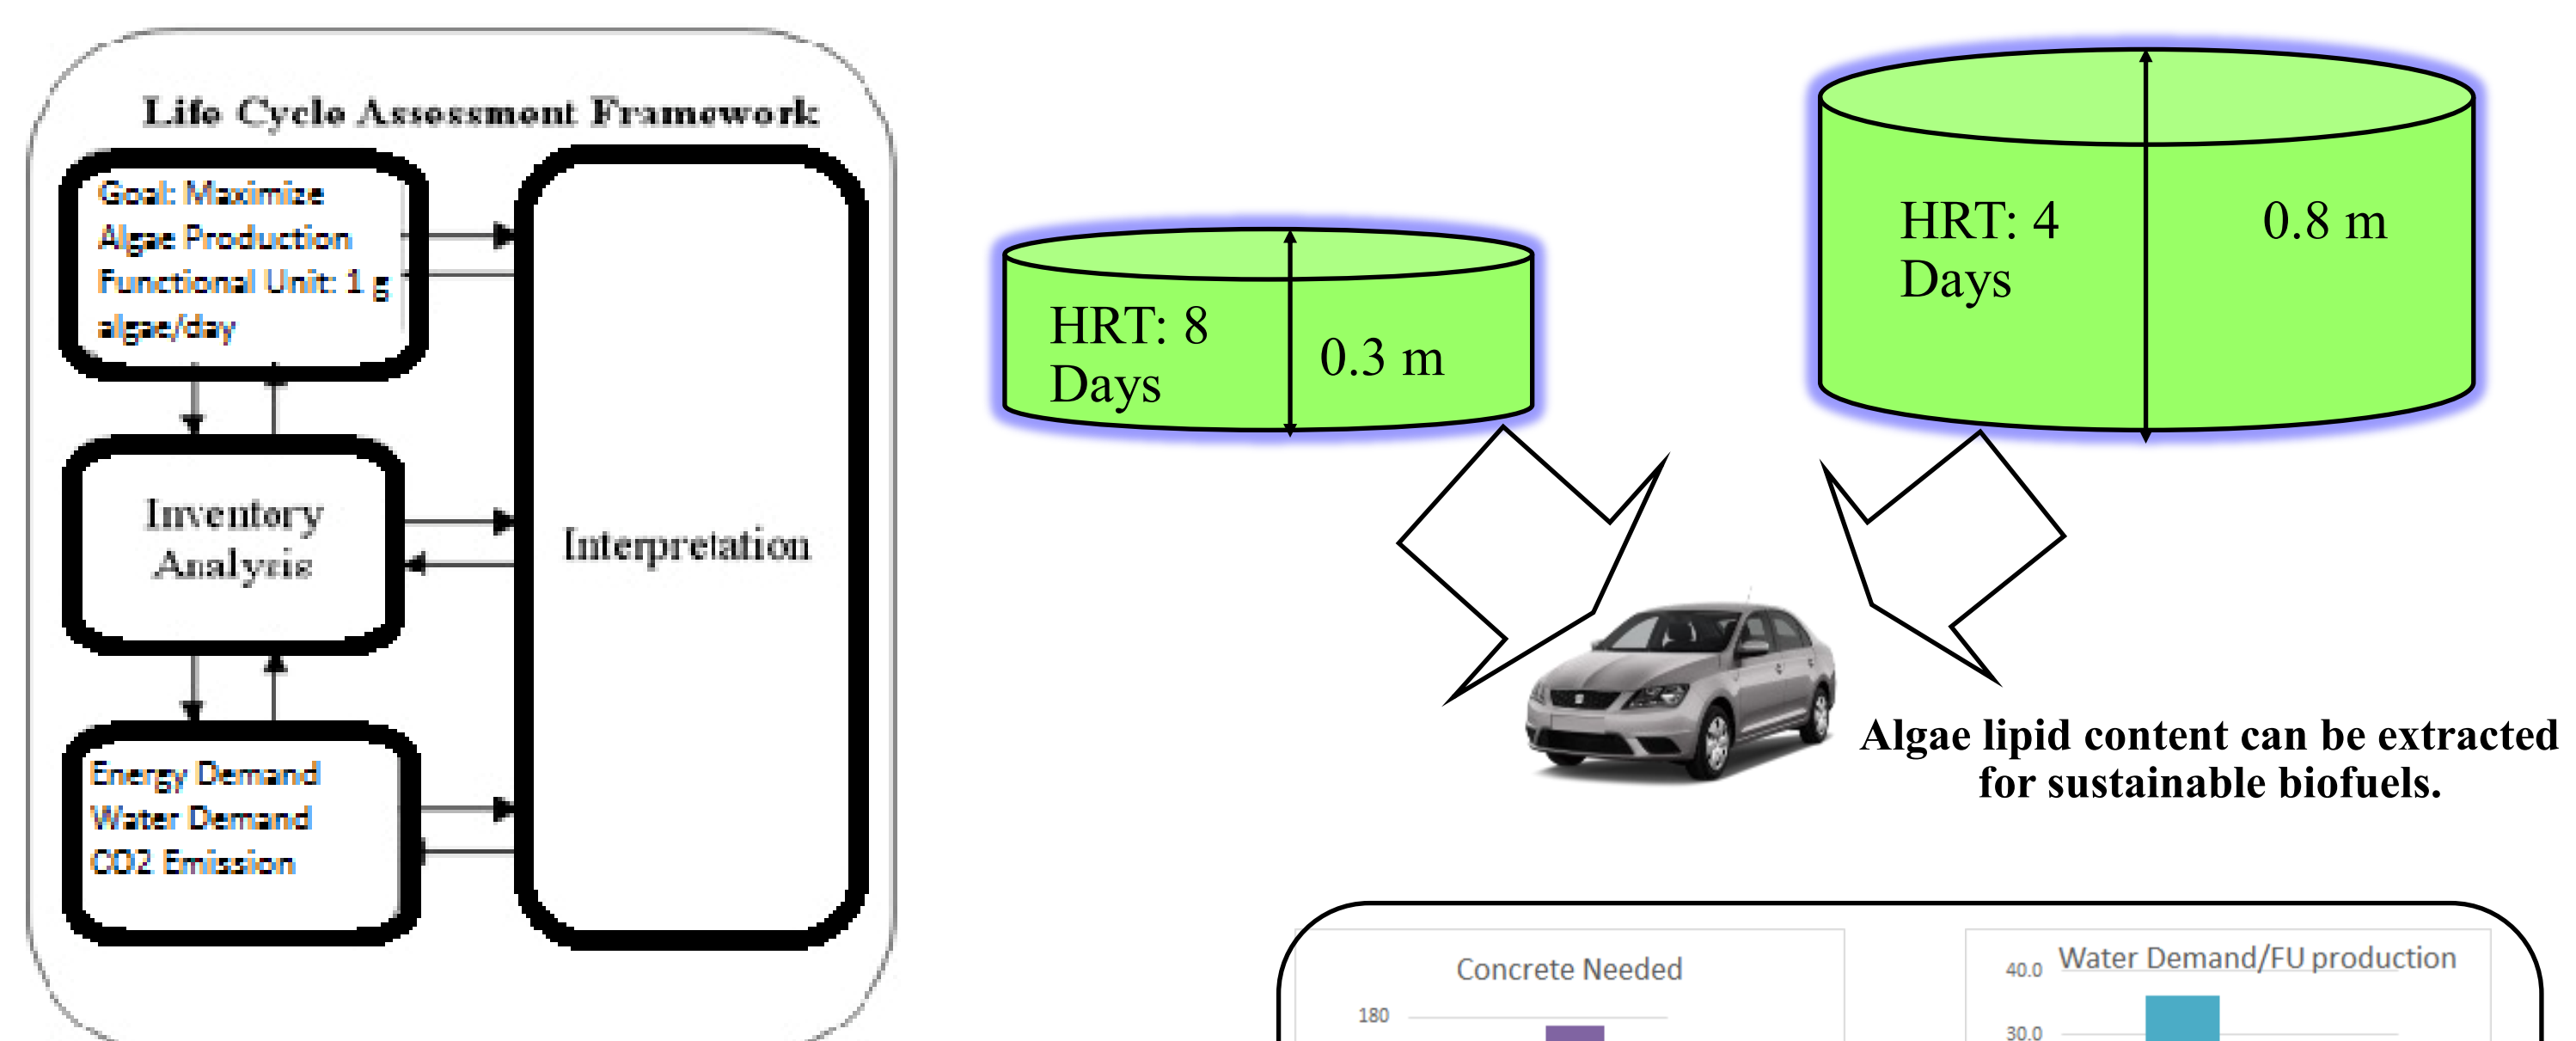 Life Cycle Assessment Framework
Goal: Maximize
Algae Production
Functional Unit: 1 g
algae/day
Inventory
Analysis
Energy Demand
Water Demand
CO2 Emission
Interpretation
HRT: 8
Days
0.3 m
HRT: 4
Days
0.8 m
Algae lipid content can be extracted
for sustainable biofuels.
Concrete Needed
180
Water Demand/FU production
40.0
30.0